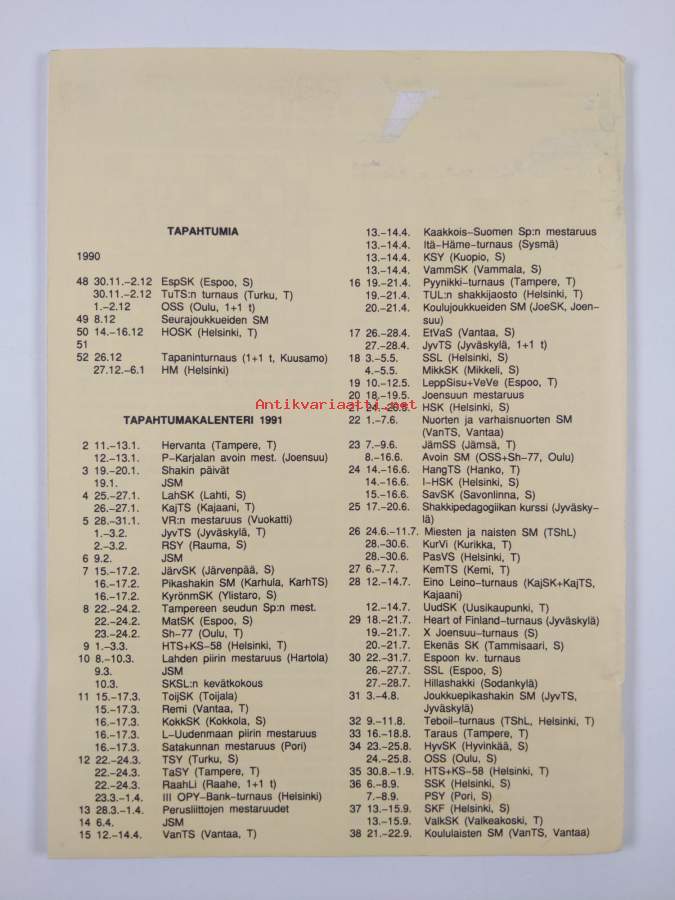 TAPAHTUMIA
1990
48 30.11.–2.12 EspSK (Espoo, S)
30.11.–2.12 TuTS:n turnaus (Turku, T)
1.–2.12 OSS (Oulu, 1+1 t)
49 8.12 Seurajoukkueiden SM
50 14.–16.12 HOSK (Helsinki, T)
51
52 26.12 Tapaninturnaus (1+1 t, Kuusamo)
27.12.–6.1 HM (Helsinki)
TAPAHTUMAKALENTERI 1991
2 11.–13.1. Hervanta (Tampere, T)
12.–13.1. P–Karjalan avoin mest. (Joensuu)
3 19.–20.1. Shakin päivät
19.1. JSM
4 25.–27.1. LahSK (Lahti, S)
26.–27.1. KajTS (Kajaani, T)
5 28.–31.1. VR:n mestaruus (Vuokatti)
1.–3.2. JyvTS (Jyväskylä, T)
2.–3.2. RSY (Rauma, S)
6 9.2. JSM
7 15.–17.2. JärvSK (Järvenpää, S)
16.–17.2. Pikashakin SM (Karhula, KarhTS)
16.–17.2. KyrönmSK (Ylistaro, S)
8 22.–24.2. Tampereen seudun Sp:n mest.
22.–24.2. MatSK (Espoo, S)
23.–24.2. Sh–77 (Oulu, T)
9 1.–3.3. HTS+KS–58 (Helsinki, T)
10 8.–10.3. Lahden piirin mestaruus (Hartola)
9.3. JSM
10.3. SKSL:n kevätkokous
11 15.–17.3. ToijSK (Toijala)
15.–17.3. Remi (Vantaa, T)
16.–17.3. KokkSK (Kokkola, S)
16.–17.3. L–Uudenmaan piirin mestaruus
16.–17.3. Satakunnan mestaruus (Pori)
12 22.–24.3. TSY (Turku, S)
22.–24.3. TaSY (Tampere, T)
22.–24.3. RaahLi (Raahe, 1+1 t)
23.3.–1.4. III OPY–Bank–turnaus (Helsinki)
13 28.3.–1.4. Perusliittojen mestaruudet
14 6.4. JSM
15 12.–14.4. VanTS (Vantaa, T)
13.–14.4. Kaakkois–Suomen Sp:n mestaruus
13.–14.4. Itä–Häme–turnaus (Sysmä)
13.–14.4. KSY (Kuopio, S)
13.–14.4. VammSK (Vammala, S)
16 19.–21.4. Pyynikki–turnaus (Tampere, T)
19.–21.4. TUL:n shakkijaosto (Helsinki, T)
20.–21.4. Koulujoukkueiden SM (JoeSK, Joen-
suu)
17 26.–28.4. EtVaS (Vantaa, S)
27.–28.4. JyvTS (Jyväskylä, 1+1 t)
18 3.–5.5. SSL (Helsinki, S)
4.–5.5. MikkSK (Mikkeli, S)
19 10.–12.5. LeppSisu+VeVe (Espoo, T)
20 18.–19.5. Joensuun mestaruus
21 24.–26.5. HSK (Helsinki, S)
22 1.–7.6. Nuorten ja varhaisnuorten SM
(VanTS, Vantaa)
23 7.–9.6. JämSS (Jämsä, T)
8.–16.6. Avoin SM (OSS+Sh–77, Oulu)
24 14.–16.6. HangTS (Hanko, T)
14.–16.6. I–HSK (Helsinki, S)
15.–16.6. SavSK (Savonlinna, S)
25 17.–20.6. Shakkipedagogiikan kurssi (Jyväsky-
lä)
26 24.6.–11.7. Miesten ja naisten SM (TShL)
28.–30.6. KurVi (Kurikka, T)
28.–30.6. PasVS (Helsinki, T)
27 6.–7.7. KemTS (Kemi, T)
28 12.–14.7. Eino Leino–turnaus (KajSK+KajTS,
Kajaani)
12.–14.7. UudSK (Uusikaupunki, T)
29 18.–21.7. Heart of Finland–turnaus (Jyväskylä)
19.–21.7. X Joensuu–turnaus (S)
20.–21.7. Ekenäs SK (Tammisaari, S)
30 22.–31.7. Espoon kv. turnaus
26.–27.7. SSL (Espoo, S)
27.–28.7. Hillashakki (Sodankylä)
31 3.–4.8. Joukkuepikashakin SM (JyvTS,
Jyväskylä)
32 9.–11.8. Teboil–turnaus (TShL, Helsinki, T)
33 16.–18.8. Taraus (Tampere, T)
34 23.–25.8. HyvSK (Hyvinkää, S)
24.–25.8. OSS (Oulu, S)
35 30.8.–1.9. HTS+KS–58 (Helsinki, T)
36 6.–8.9. SSK (Helsinki, S)
7.–8.9. PSY (Pori, S)
37 13.–15.9. SKF (Helsinki, S)
13.–15.9. ValkSK (Valkeakoski, T)
38 21.–22.9. Koululaisten SM (VanTS, Vantaa)
Antikvariaatti.net